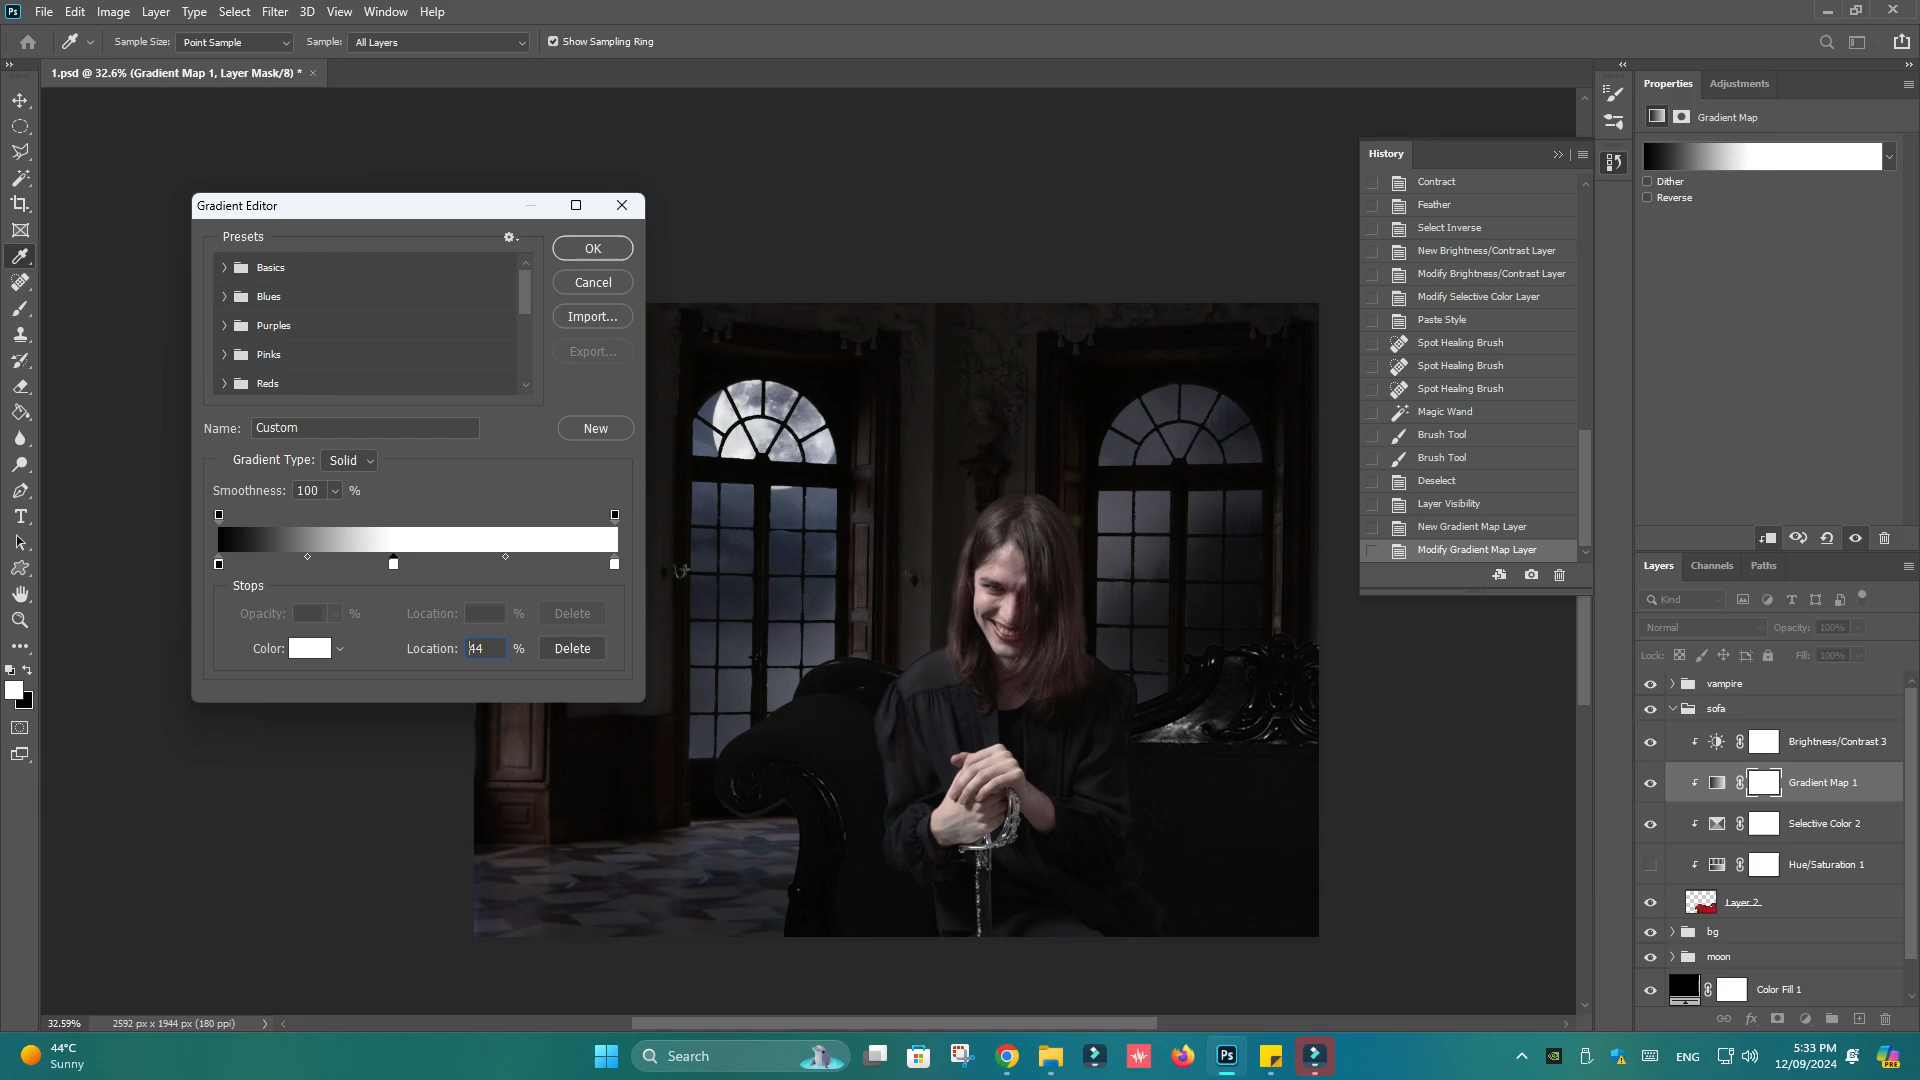 Ps File Edit Image Layer Type Select Filter 3D View Window Help
Sample Size: Point Sample Sample: All Layers Show Sampling Ring
1.psd @ 32.6% (Gradient Map 1, Layer Mask/8) *
Gradient Editor
Presets
Basics
Blues
Purples
Pinks
Reds
OK
Cancel
Import...
Export...
Name: Custom
New
Gradient Type: Solid
Smoothness: 100 %
Stops
Opacity: % Location: % Delete
Color: Location: 44 % Delete
History
Contract
Feather
Select Inverse
New Brightness/Contrast Layer
Modify Brightness/Contrast Layer
Modify Selective Color Layer
Paste Style
Spot Healing Brush
Spot Healing Brush
Spot Healing Brush
Magic Wand
Brush Tool
Brush Tool
Deselect
Layer Visibility
New Gradient Map Layer
Modify Gradient Map Layer
Properties Adjustments
Gradient Map
Dither
Reverse
Layers Channels Paths
Kind
Normal Opacity: 100%
Lock: Fill: 100%
vampire
sofa
Brightness/Contrast 3
Gradient Map 1
Selective Color 2
Hue/Saturation 1
Layer 2
bg
moon
Color Fill 1
32.59% 2592 px x 1944 px (180 ppi)
44°C
Sunny
Search
Ps
ENG
5:33 PM
12/09/2024
PRE